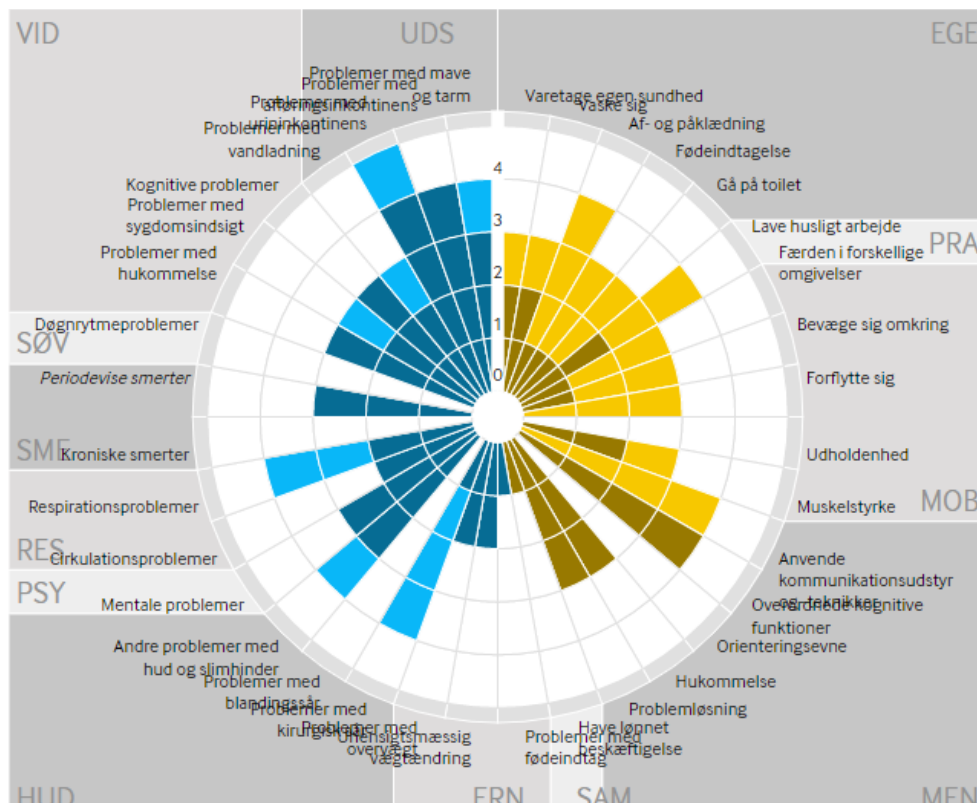 VID
UDS
EGE
Problemer med mave
og tarm
Problemer med
afføringsinkontinens
Problemer med
urininkontinens
Problemer med
vandladning
Kognitive problemer
Problemer med
sygdomsindsigt
Problemer med
hukommelse
Døgnrytmeproblemer
SØV
Periodevise smerter
SME
Kroniske smerter
Respirationsproblemer
RES
Cirkulationsproblemer
PSY
Mentale problemer
Andre problemer med
hud og slimhinder
Problemer med
blandingssår
Problemer med
kirurgisk sår
Problemer med
overvægt
Uhensigtsmæssig
vægtændring
HUD
ERN
SAM
MEN
Varetage egen sundhed
Vaske sig
Af- og påklædning
Fødeindtagelse
Gå på toilet
Lave husligt arbejde
PRA
Færden i forskellige
omgivelser
Bevæge sig omkring
Forflytte sig
Udholdenhed
Muskelstyrke
MOB
Anvende
kommunikationsudstyr
og -teknikker
Overordnede kognitive
funktioner
Orienteringsevne
Hukommelse
Problemløsning
Have lønnet
beskæftigelse
Problemer med
fødeindtag
4
3
2
1
0